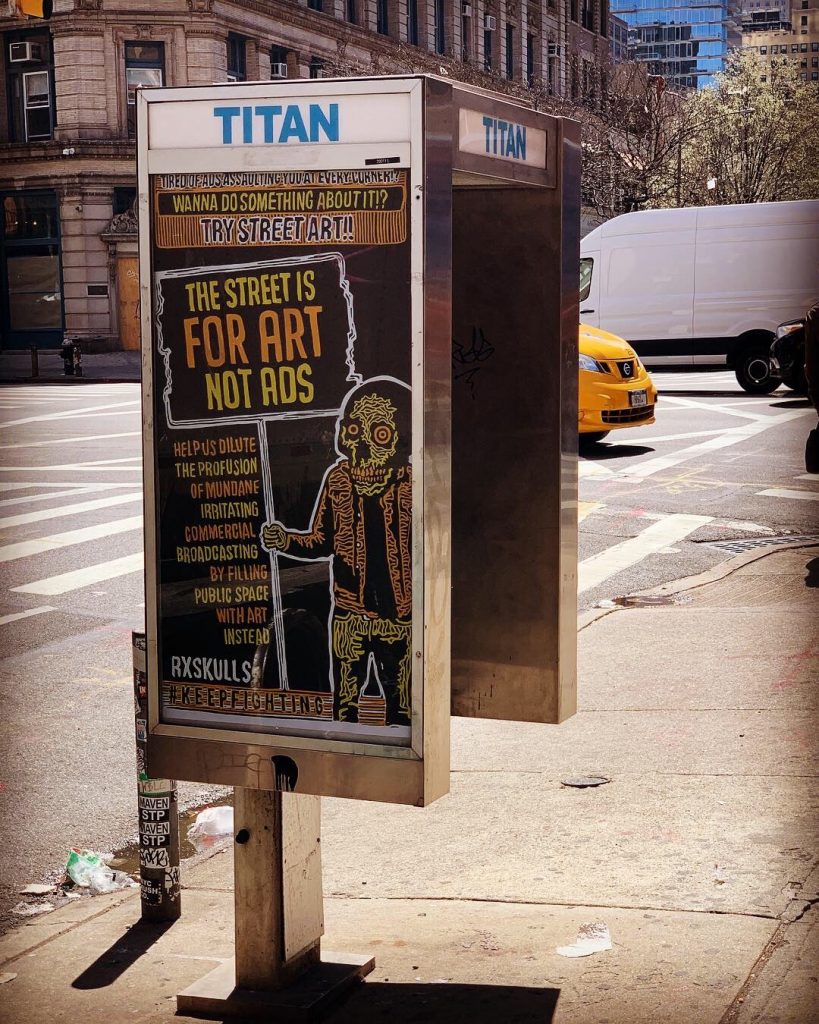 TITAN
TITAN
TIRED OF ADS ASSAULTING YOU AT EVERY CORNER!?
WANNA DO SOMETHING ABOUT IT!?
TRY STREET ART!!
THE STREET IS
FOR ART
NOT ADS
HELP US DILUTE
THE PROFUSION
OF MUNDANE
IRRITATING
COMMERCIAL
BROADCASTING
BY FILLING
PUBLIC SPACE
WITH ART
INSTEAD
RXSKULLS
#KEEPFIGHTING
MAVEN
STP
MAVEN
STP